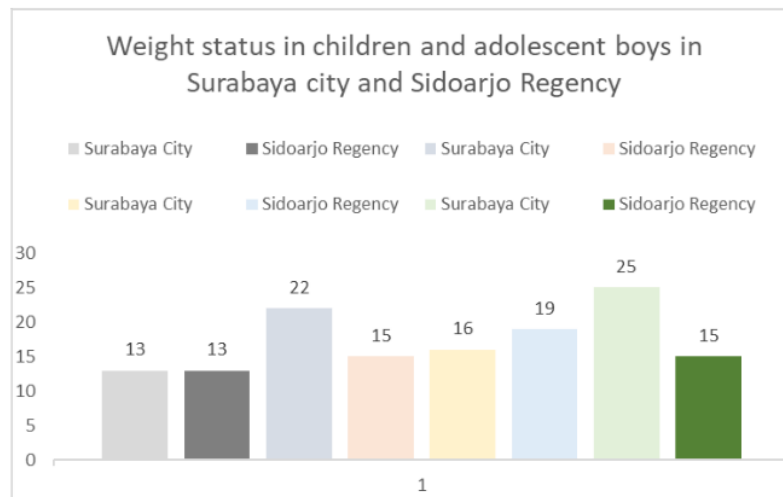 Weight status in children and adolescent boys in
Surabaya city and Sidoarjo Regency
Surabaya City Sidoarjo Regency Surabaya City Sidoarjo Regency
Surabaya City Sidoarjo Regency Surabaya City Sidoarjo Regency
30
25
20
15
10
5
0
13 13 22 15 16 19 25 15
1